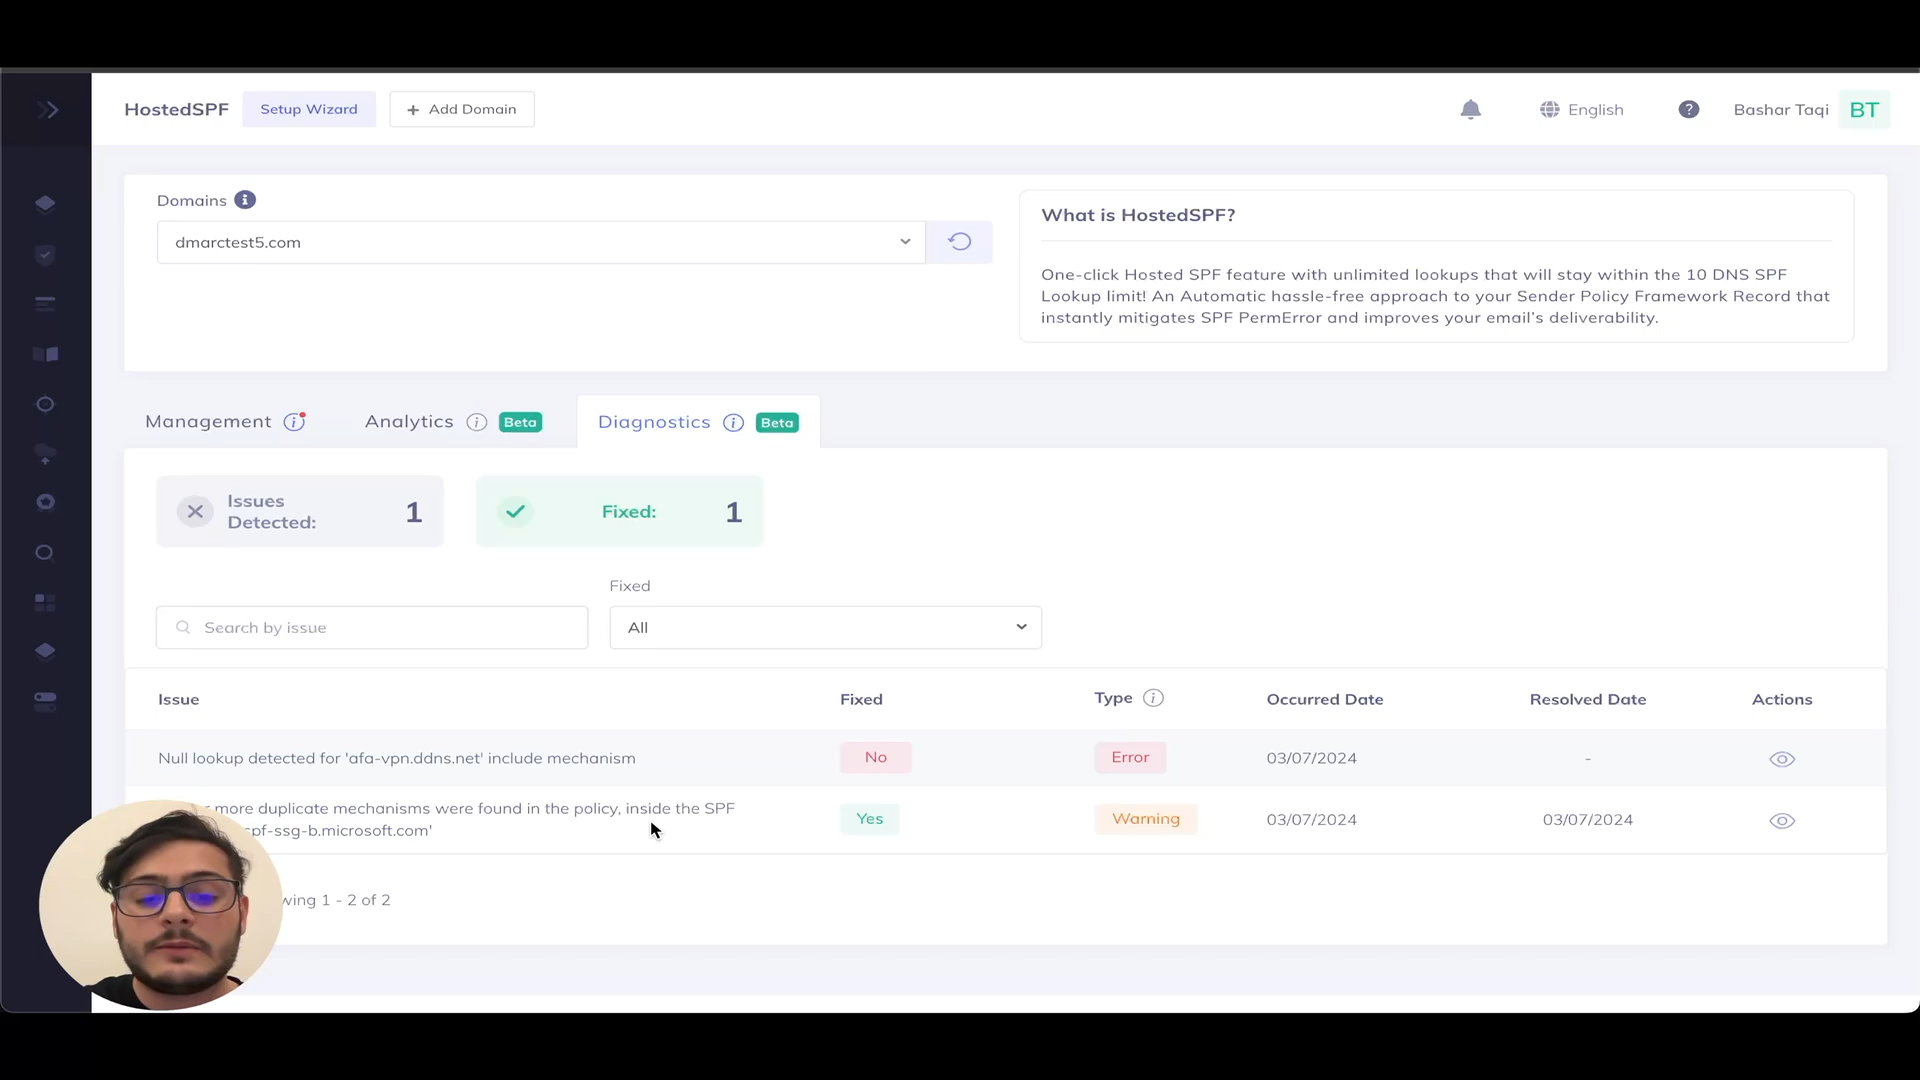 HostedSPF
Setup Wizard
+ Add Domain
English
?
Bashar Taqi
BT
Domains i
dmarctest5.com
What is HostedSPF?
One-click Hosted SPF feature with unlimited lookups that will stay within the 10 DNS SPF
Lookup limit! An Automatic hassle-free approach to your Sender Policy Framework Record that
instantly mitigates SPF PermError and improves your email's deliverability.
Management i
Analytics i Beta
Diagnostics i Beta
Issues
Detected:
1
Fixed:
1
Fixed
Search by issue
All
Issue
Fixed
Type i
Occurred Date
Resolved Date
Actions
Null lookup detected for 'afa-vpn.ddns.net' include mechanism
No
Error
03/07/2024
-
more duplicate mechanisms were found in the policy, inside the SPF
spf-ssg-b.microsoft.com'
Yes
Warning
03/07/2024
03/07/2024
1 - 2 of 2